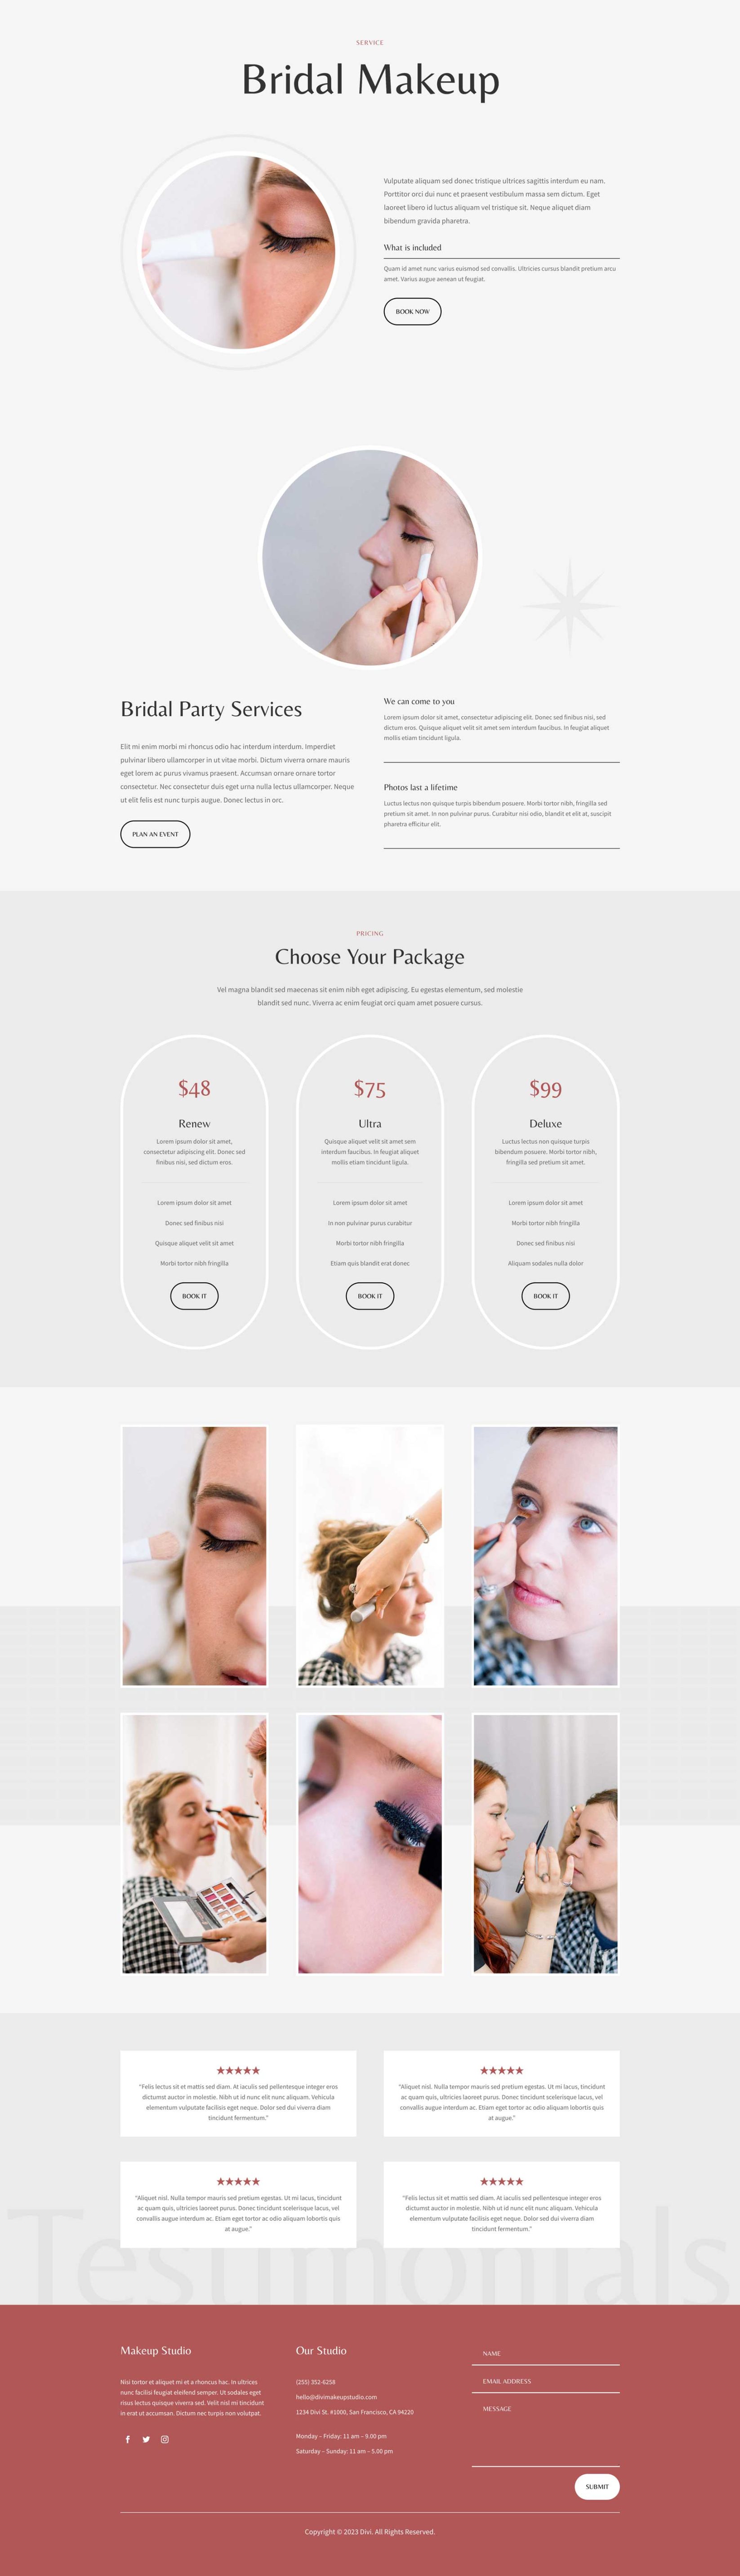 SERVICE
Bridal Makeup
Vulputate aliquam sed donec tristique ultrices sagittis interdum eu nam.
Porttitor orci dui nunc et praesent vestibulum massa sem dictum. Eget
laoreet libero id luctus aliquam vel tristique sit. Neque aliquet diam
bibendum gravida pharetra.
What is included
Quam id amet nunc varius euismod sed convallis. Ultricies cursus blandit pretium arcu
amet. Varius augue aenean ut feugiat.
BOOK NOW
Bridal Party Services
Elit mi enim morbi mi rhoncus odio hac interdum interdum. Imperdiet
pulvinar libero ullamcorper in ut vitae morbi. Dictum viverra ornare mauris
eget lorem ac purus vivamus praesent. Accumsan ornare ornare tortor
consectetur. Nec consectetur duis eget urna nulla lectus ullamcorper. Neque
ut elit felis est nunc turpis augue. Donec lectus in orc.
PLAN AN EVENT
We can come to you
Lorem ipsum dolor sit amet, consectetur adipiscing elit. Donec sed finibus nisi, sed
dictum eros. Quisque aliquet velit sit amet sem interdum faucibus. In feugiat aliquet
mollis etiam tincidunt ligula.
Photos last a lifetime
Luctus lectus non quisque turpis bibendum posuere. Morbi tortor nibh, fringilla sed
pretium sit amet. In non pulvinar purus. Curabitur nisi odio, blandit et elit at, suscipit
pharetra efficitur elit.
PRICING
Choose Your Package
Vel magna blandit sed maecenas sit enim nibh eget adipiscing. Eu egestas elementum, sed molestie
blandit sed nunc. Viverra ac enim feugiat orci quam amet posuere cursus.
$48
Renew
Lorem ipsum dolor sit amet,
consectetur adipiscing elit. Donec sed
finibus nisi, sed dictum eros.
Lorem ipsum dolor sit amet
Donec sed finibus nisi
Quisque aliquet velit sit amet
Morbi tortor nibh fringilla
BOOK IT
$75
Ultra
Quisque aliquet velit sit amet sem
interdum faucibus. In feugiat aliquet
mollis etiam tincidunt ligula.
Lorem ipsum dolor sit amet
In non pulvinar purus curabitur
Morbi tortor nibh fringilla
Etiam quis blandit erat donec
BOOK IT
$99
Deluxe
Luctus lectus non quisque turpis
bibendum posuere. Morbi tortor nibh,
fringilla sed pretium sit amet.
Lorem ipsum dolor sit amet
Morbi tortor nibh fringilla
Donec sed finibus nisi
Aliquam sodales nulla dolor
BOOK IT
★★★★★
"Felis lectus sit et mattis sed diam. At iaculis sed pellentesque integer eros
dictumst auctor in molestie. Nibh ut id nunc elit nunc aliquam. Vehicula
elementum vulputate facilisis eget neque. Dolor sed dui viverra diam
tincidunt fermentum."
★★★★★
"Aliquet nisl. Nulla tempor mauris sed pretium egestas. Ut mi lacus, tincidunt
ac quam quis, ultricies laoreet purus. Donec tincidunt scelerisque lacus, vel
convallis augue interdum ac. Etiam eget tortor ac odio aliquam lobortis quis
at augue."
★★★★★
"Aliquet nisl. Nulla tempor mauris sed pretium egestas. Ut mi lacus, tincidunt
ac quam quis, ultricies laoreet purus. Donec tincidunt scelerisque lacus, vel
convallis augue interdum ac. Etiam eget tortor ac odio aliquam lobortis quis
at augue."
★★★★★
"Felis lectus sit et mattis sed diam. At iaculis sed pellentesque integer eros
dictumst auctor in molestie. Nibh ut id nunc elit nunc aliquam. Vehicula
elementum vulputate facilisis eget neque. Dolor sed dui viverra diam
tincidunt fermentum."
Testimonials
Makeup Studio
Nisi tortor et aliquet mi et a rhoncus hac. In ultrices
nunc facilisi feugiat eleifend semper. Ut sodales eget
risus lectus quisque viverra sed. Velit nisl mi tincidunt
in erat ut accumsan. Dictum nec turpis non volutpat.
Our Studio
(255) 352-6258
hello@divimakeupstudio.com
1234 Divi St. #1000, San Francisco, CA 94220
Monday – Friday: 11 am – 9.00 pm
Saturday – Sunday: 11 am – 5.00 pm
NAME
EMAIL ADDRESS
MESSAGE
SUBMIT
Copyright © 2023 Divi. All Rights Reserved.